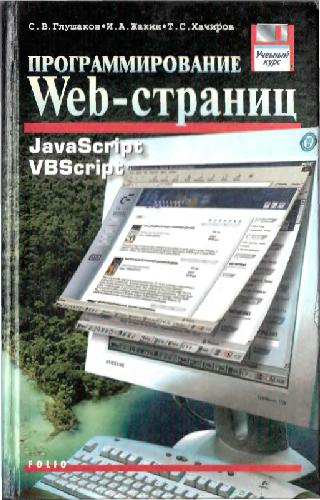 С.В.Глушаков•И.А.Жакин•Т.С.Хачиров
Учебный
курс
ПРОГРАММИРОВАНИЕ
Web-страниц
JavaScript
VBScript
FOLIO